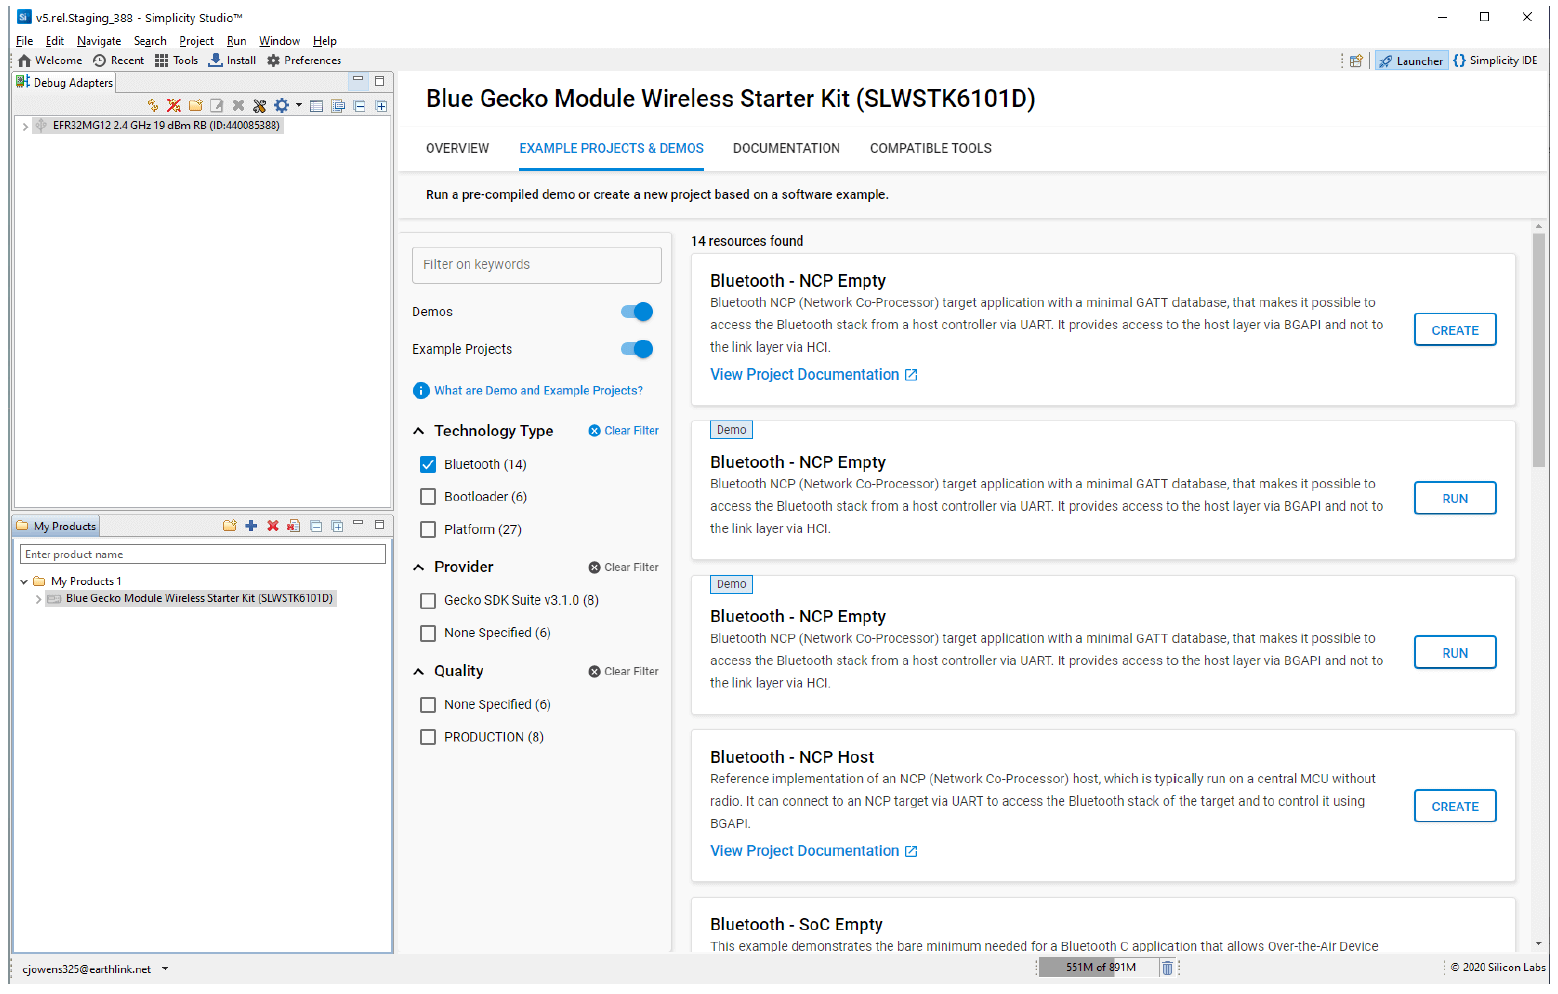 v5.rel.Staging_388 - Simplicity Studio™
File Edit Navigate Search Project Run Window Help
Welcome Recent Tools Install Preferences
Launcher Simplicity IDE
Debug Adapters
EFR32MG12 2.4 GHz 19 dBm RB (ID:440085388)
My Products
Enter product name
My Products 1
Blue Gecko Module Wireless Starter Kit (SLWSTK6101D)
Blue Gecko Module Wireless Starter Kit (SLWSTK6101D)
OVERVIEW EXAMPLE PROJECTS & DEMOS DOCUMENTATION COMPATIBLE TOOLS
Run a pre-compiled demo or create a new project based on a software example.
Filter on keywords
Demos
Example Projects
What are Demo and Example Projects?
Technology Type Clear Filter
Bluetooth (14)
Bootloader (6)
Platform (27)
Provider Clear Filter
Gecko SDK Suite v3.1.0 (8)
None Specified (6)
Quality Clear Filter
None Specified (6)
PRODUCTION (8)
14 resources found
Bluetooth - NCP Empty
Bluetooth NCP (Network Co-Processor) target application with a minimal GATT database, that makes it possible to
access the Bluetooth stack from a host controller via UART. It provides access to the host layer via BGAPI and not to
the link layer via HCI.
View Project Documentation
CREATE
Demo
Bluetooth - NCP Empty
Bluetooth NCP (Network Co-Processor) target application with a minimal GATT database, that makes it possible to
access the Bluetooth stack from a host controller via UART. It provides access to the host layer via BGAPI and not to
the link layer via HCI.
RUN
Demo
Bluetooth - NCP Empty
Bluetooth NCP (Network Co-Processor) target application with a minimal GATT database, that makes it possible to
access the Bluetooth stack from a host controller via UART. It provides access to the host layer via BGAPI and not to
the link layer via HCI.
RUN
Bluetooth - NCP Host
Reference implementation of an NCP (Network Co-Processor) host, which is typically run on a central MCU without
radio. It can connect to an NCP target via UART to access the Bluetooth stack of the target and to control it using
BGAPI.
View Project Documentation
CREATE
Bluetooth - SoC Empty
This example demonstrates the bare minimum needed for a Bluetooth C application that allows Over-the-Air Device
cjowens325@earthlink.net
551M of 891M
© 2020 Silicon Labs